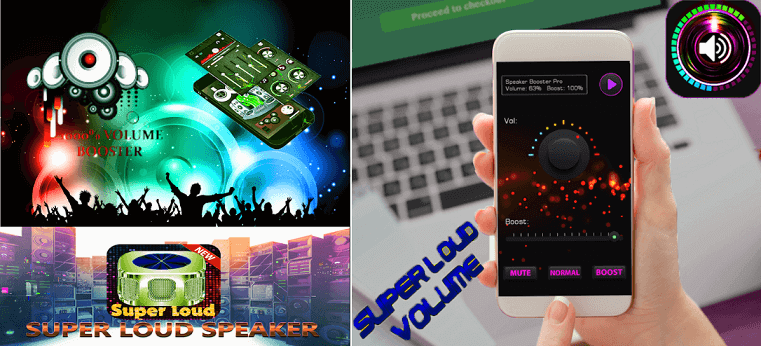 VOLUME
BOOSTER
NEW
Super Loud
SUPER LOUD SPEAKER
Proceed to checkout
Speaker Booster Pro
Volume: 63% Boost: 100%
Vol:
Boost:
MUTE NORMAL BOOST
SUPER LOUD
VOLUME